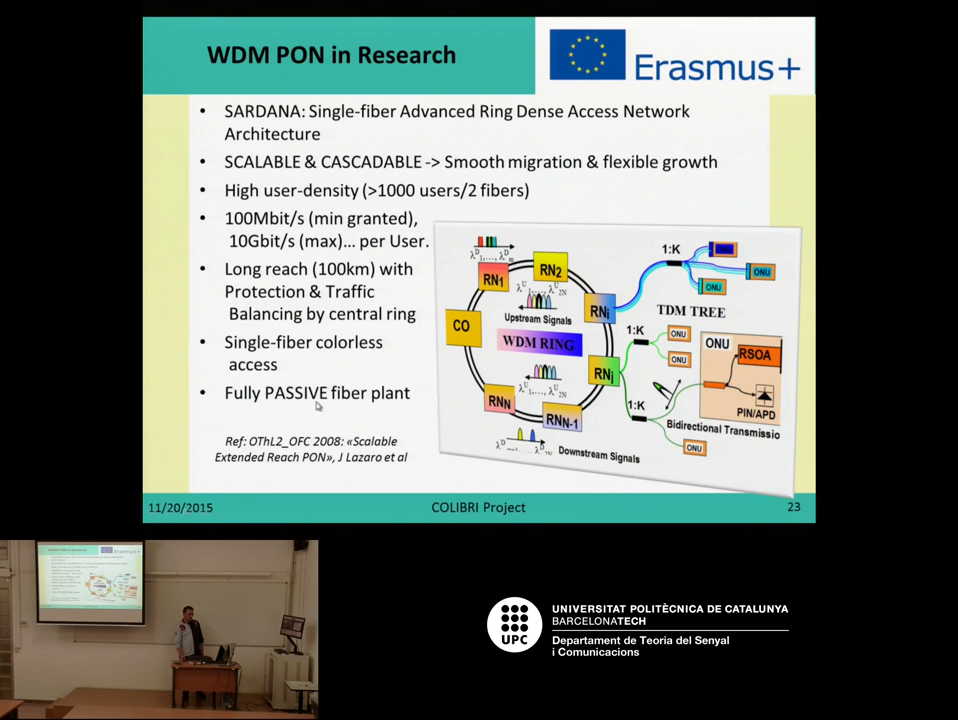 WDM PON in Research
Erasmus+
• SARDANA: Single-fiber Advanced Ring Dense Access Network
Architecture
• SCALABLE & CASCADABLE -> Smooth migration & flexible growth
• High user-density (>1000 users/2 fibers)
• 100Mbit/s (min granted),
10Gbit/s (max)... per User.
• Long reach (100km) with
Protection & Traffic
Balancing by central ring
• Single-fiber colorless
access
• Fully PASSIVE fiber plant
Ref: OThL2_OFC 2008: «Scalable
Extended Reach PON», J Lazaro et al
RN1
RN2
RNi
Upstream Signals
CO
WDM RING
RNj
RNN
RNN-1
Downstream Signals
1:K
ONU
ONU
TDM TREE
1:K
ONU
ONU
1:K
ONU
ONU
RSOA
PIN/APD
Bidirectional Transmissio
11/20/2015
COLIBRI Project
23
UPC
UNIVERSITAT POLITÈCNICA DE CATALUNYA
BARCELONATECH
Departament de Teoria del Senyal
i Comunicacions